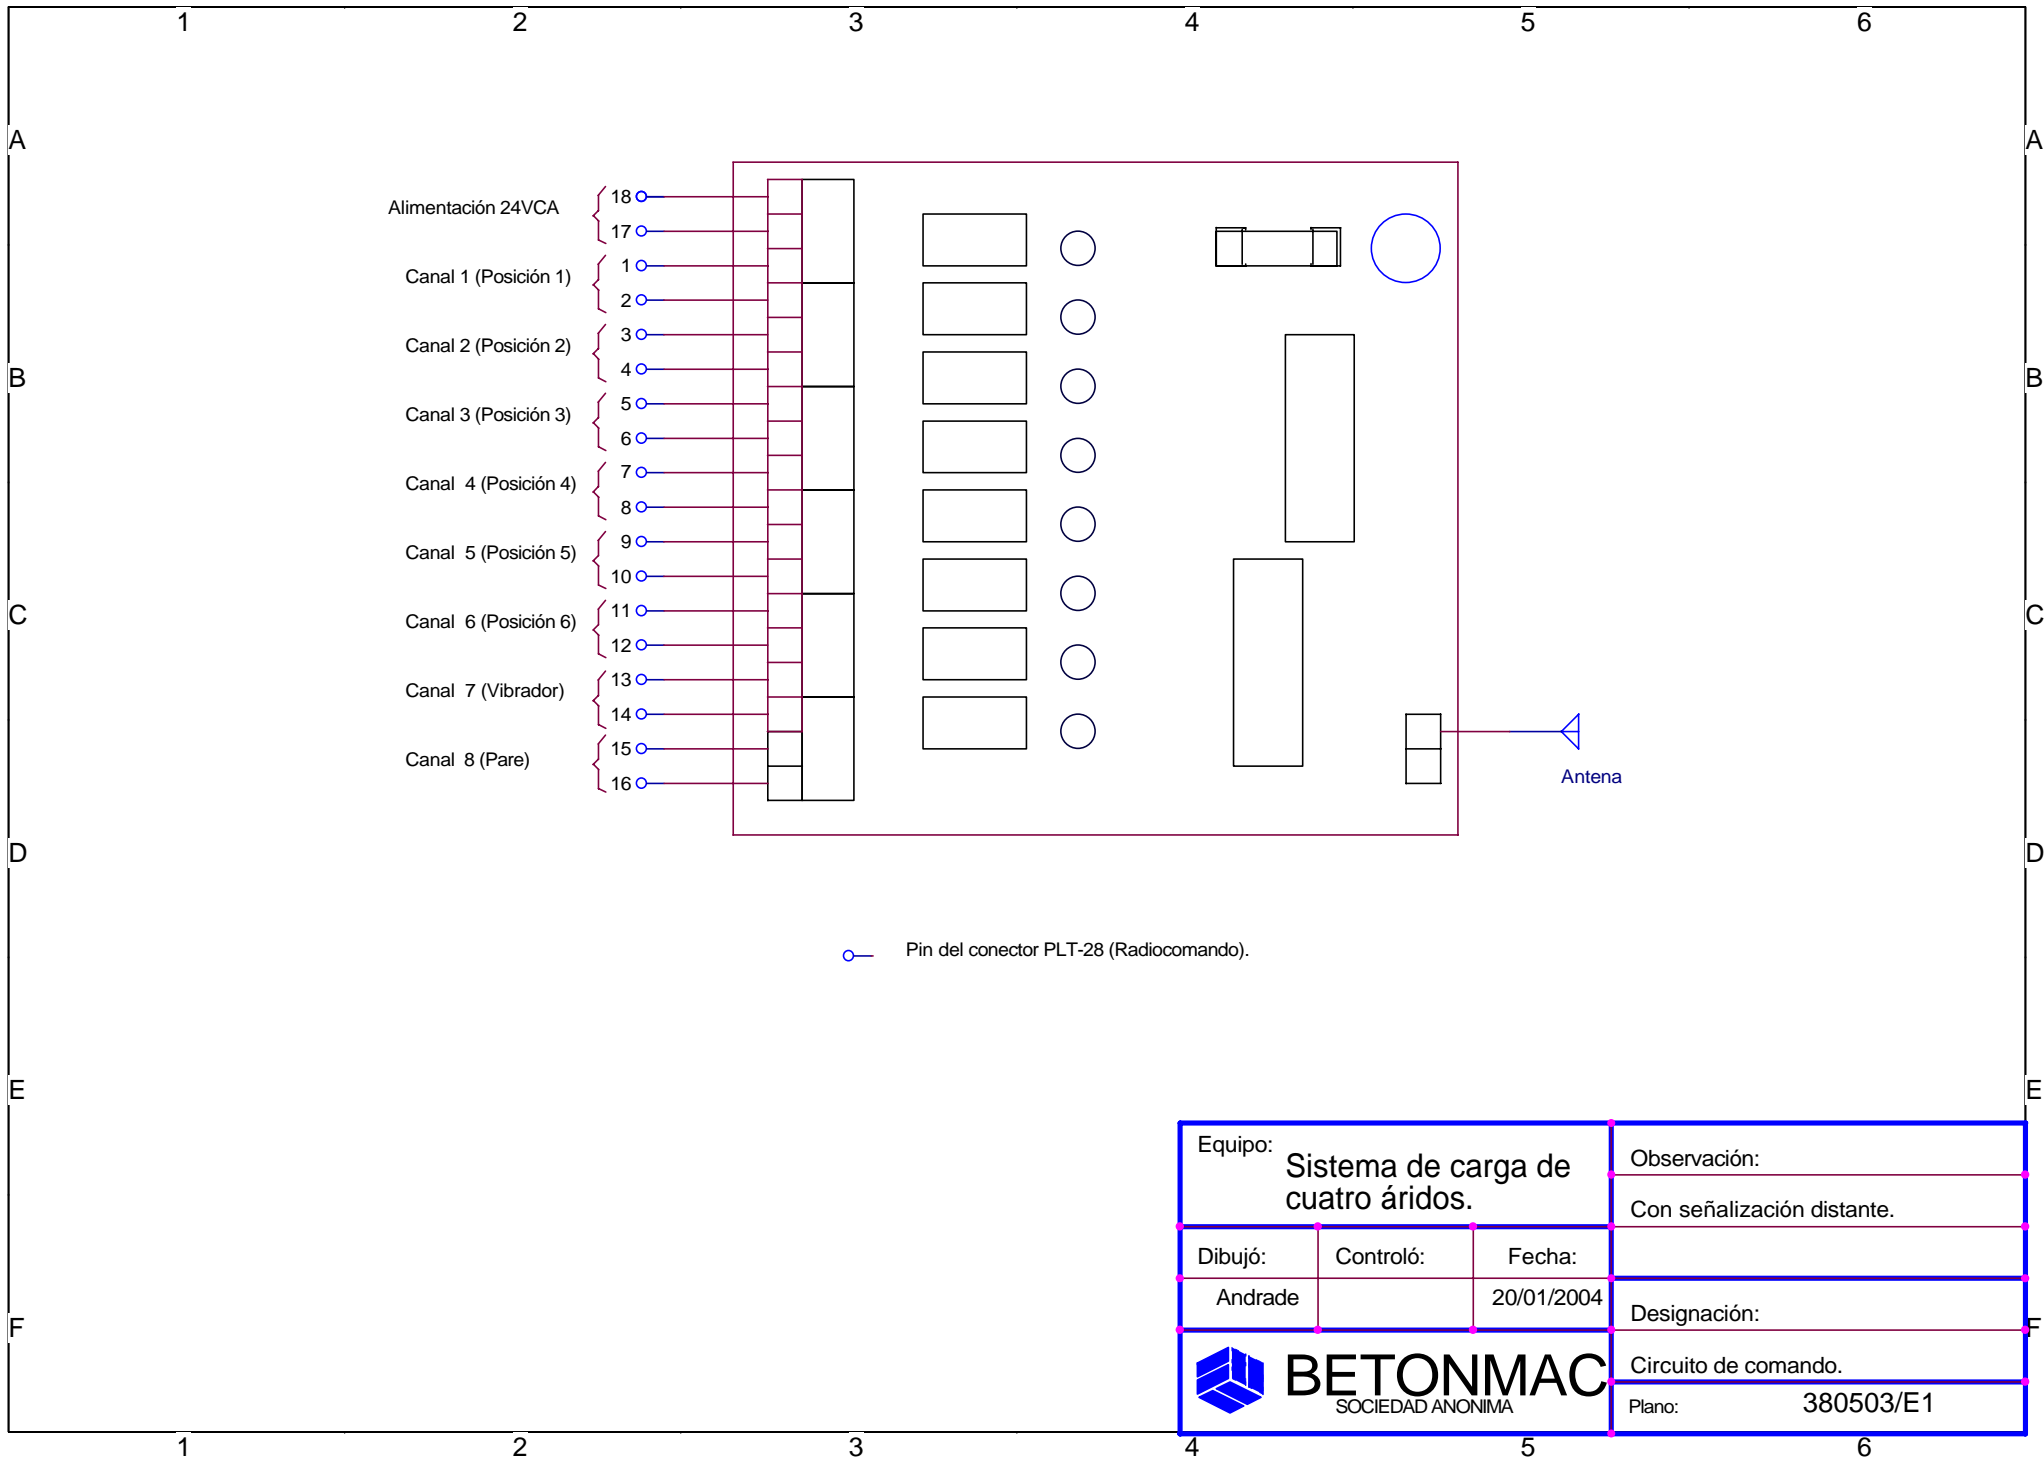 1 2 3 4 5 6
A A
Alimentación 24VCA
18
17
Canal 1 (Posición 1)
1
2
Canal 2 (Posición 2)
3
4
B B
Canal 3 (Posición 3)
5
6
Canal  4 (Posición 4)
7
8
Canal  5 (Posición 5)
9
10
Canal  6 (Posición 6)
11
12
C C
Canal  7 (Vibrador)
13
14
Canal  8 (Pare)
15
16
Antena
D D
Pin del conector PLT-28 (Radiocomando).
E E
Equipo:
Sistema de carga de
cuatro áridos.
Observación:
Con señalización distante.
Dibujó: Controló: Fecha:
Andrade 20/01/2004
Designación:
F F
Circuito de comando.
BETONMAC
SOCIEDAD ANONIMA
Plano: 380503/E1
1 2 3 4 5 6